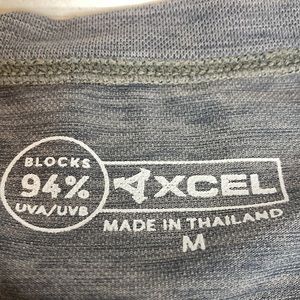 BLOCKS
94%
UVA/UVB
XCEL
MADE IN THAILAND
M